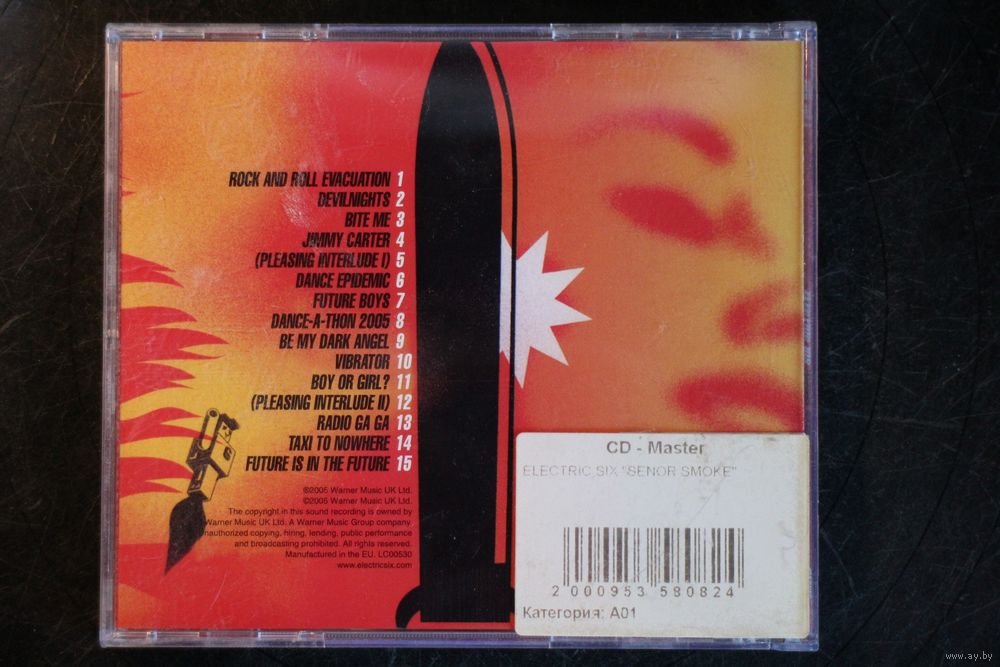 ROCK AND ROLL EVACUATION 1
DEVILNIGHTS 2
BITE ME 3
JIMMY CARTER 4
(PLEASING INTERLUDE I) 5
DANCE EPIDEMIC 6
FUTURE BOYS 7
DANCE-A-THON 2005 8
BE MY DARK ANGEL 9
VIBRATOR 10
BOY OR GIRL? 11
(PLEASING INTERLUDE II) 12
RADIO GA GA 13
TAXI TO NOWHERE 14
FUTURE IS IN THE FUTURE 15
℗2005 Warner Music UK Ltd.
©2005 Warner Music UK Ltd.
The copyright in this sound recording is owned by
Warner Music UK Ltd. A Warner Music Group company.
nauthorized copying, hiring, lending, public performance
and broadcasting prohibited. All rights reserved.
Manufactured in the EU. LC00530
www.electricsix.com
CD - Master
ELECTRIC SIX "SENOR SMOKE"
2 000953 580824
Категория: A01
www.ay.by